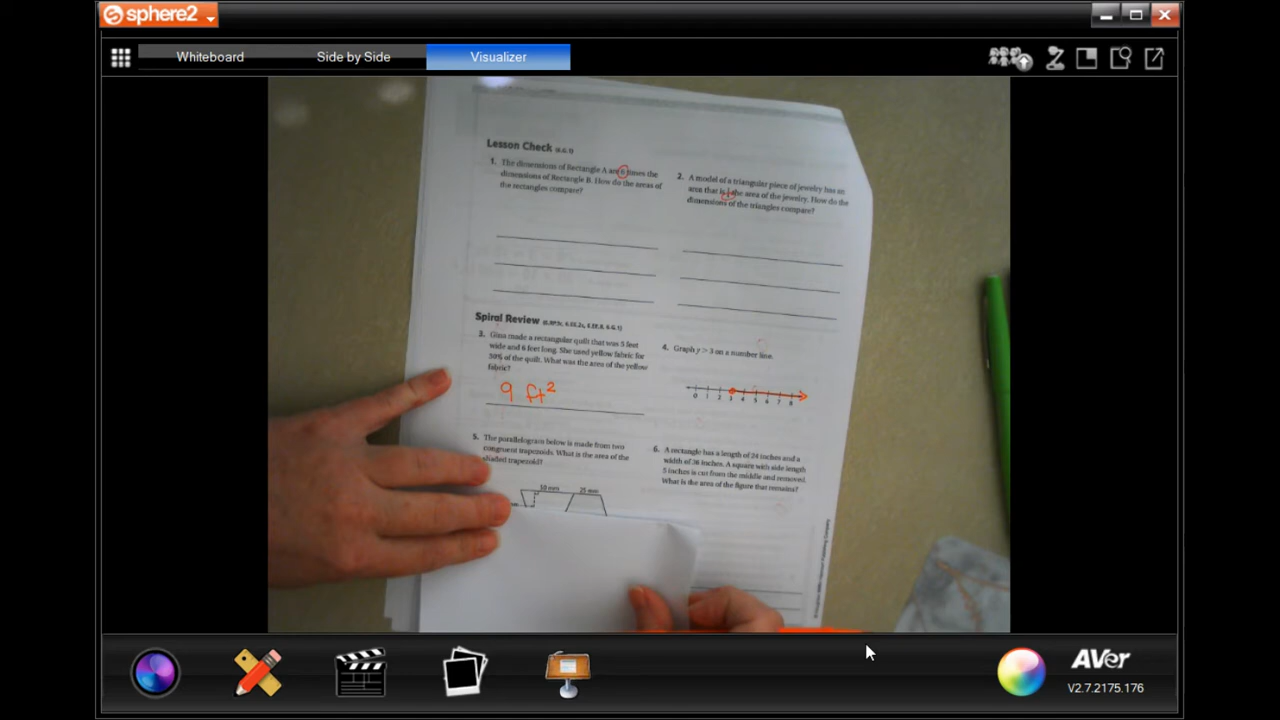 sphere2
Whiteboard
Side by Side
Visualizer
Lesson Check
1. The dimensions of Rectangle A are 6 times the
dimensions of Rectangle B. How do the areas of
the rectangles compare?
2. A model of a triangular piece of jewelry has an
area that is the area of the jewelry. How do the
dimensions of the triangles compare?
Spiral Review
3. Gina made a rectangular quilt that was 5 feet
wide and 6 feet long. She used yellow fabric for
30% of the quilt. What was the area of the yellow
fabric?
9 ft²
4. Graph y > 3 on a number line.
0 1 2 3 4 5 6 7 8
5. The parallelogram below is made from two
congruent trapezoids. What is the area of the
shaded trapezoid?
10 mm 25 mm
6. A rectangle has a length of 24 inches and a
width of 36 inches. A square with side length
5 inches is cut from the middle and removed.
What is the area of the figure that remains?
AVer
V2.7.2175.176